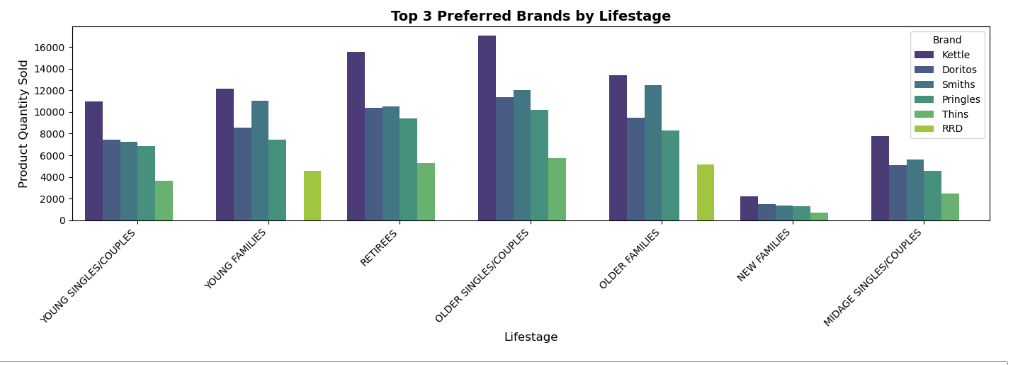 Top 3 Preferred Brands by Lifestage
Product Quantity Sold
16000
14000
12000
10000
8000
6000
4000
2000
0
Brand
Kettle
Doritos
Smiths
Pringles
Thins
RRD
YOUNG SINGLES/COUPLES
YOUNG FAMILIES
RETIREES
OLDER SINGLES/COUPLES
OLDER FAMILIES
NEW FAMILIES
MIDAGE SINGLES/COUPLES
Lifestage